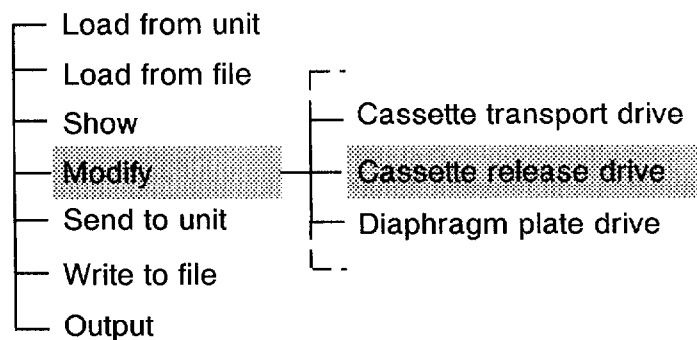 Load from unit
Load from file
Show
Cassette transport drive
Modify
Cassette release drive
Send to unit
Diaphragm plate drive
Write to file
Output